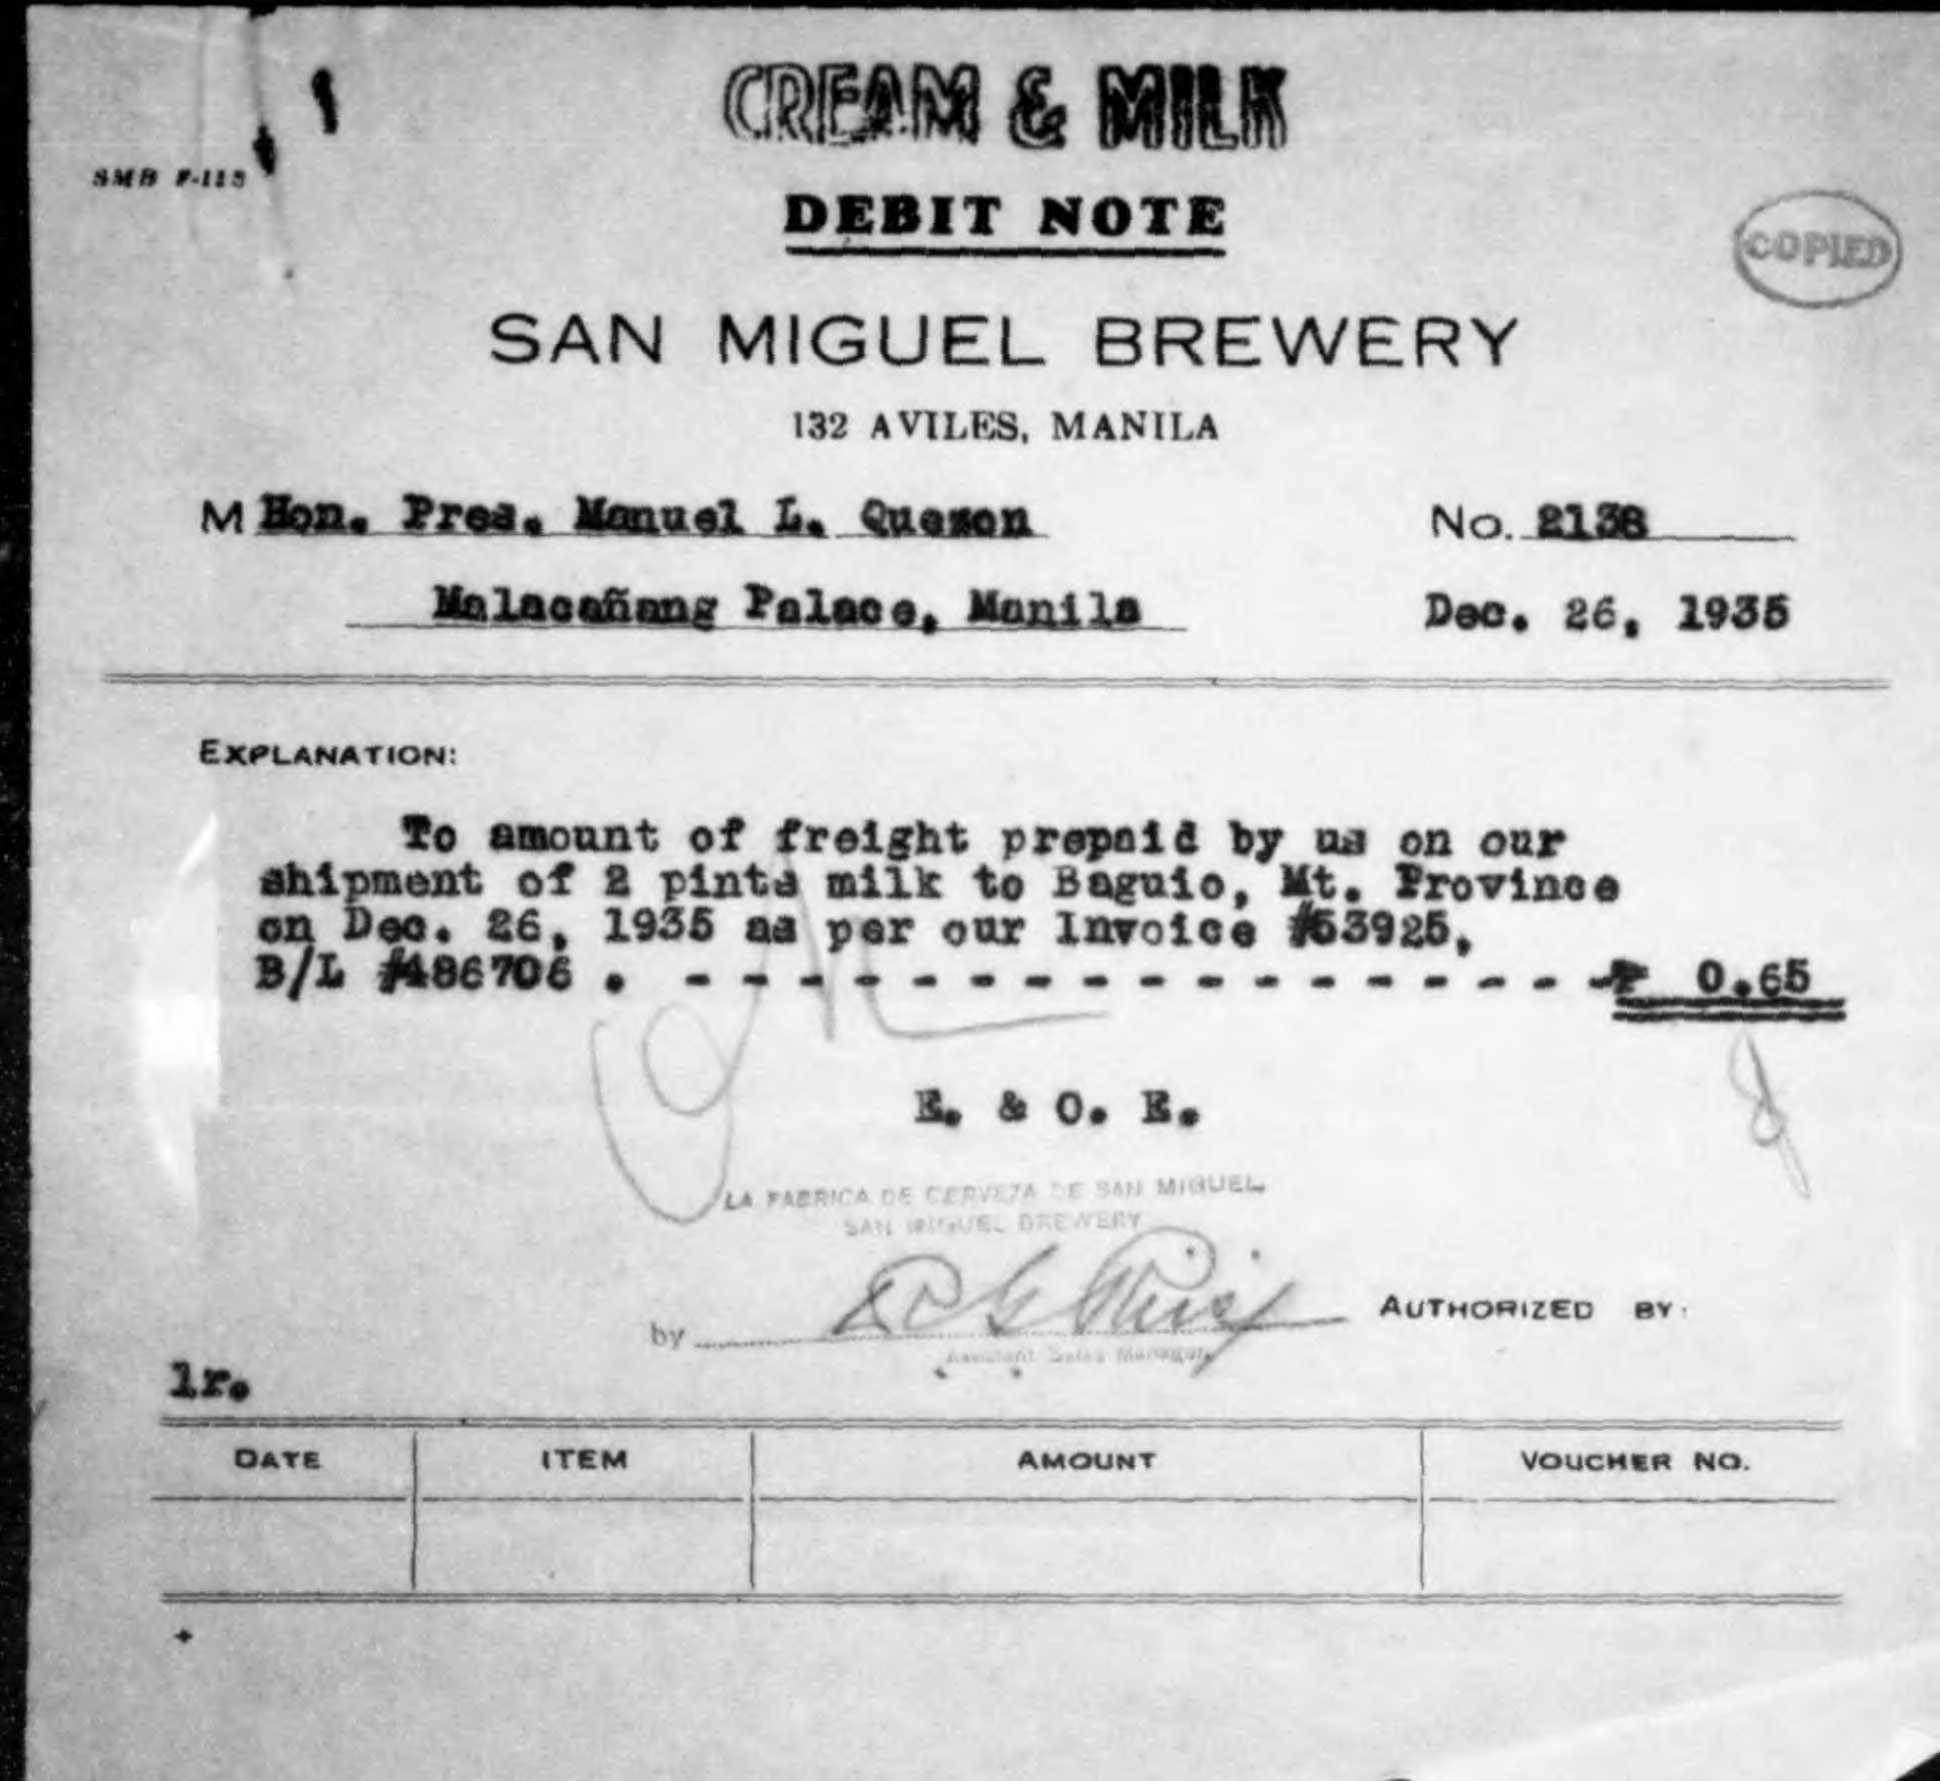 CREAM & MILK
SMB F-115
DEBIT NOTE
COPIED
SAN MIGUEL BREWERY
132 AVILES, MANILA
M Hon. Pres. Manuel L. Quezon No. 2138
Malacañang Palace, Manila Dec. 26, 1935
EXPLANATION:
To amount of freight prepaid by us on our
shipment of 2 pints milk to Baguio, Mt. Province
on Dec. 26, 1935 as per our Invoice #53925,
B/L #486706 . - - - - - - - - - - - - - - - - ₱ 0.65
E. & O. E.
LA FABRICA DE CERVEZA DE SAN MIGUEL
SAN MIGUEL BREWERY
by AUTHORIZED BY:
Assistant Sales Manager
lr.
DATE ITEM AMOUNT VOUCHER NO.